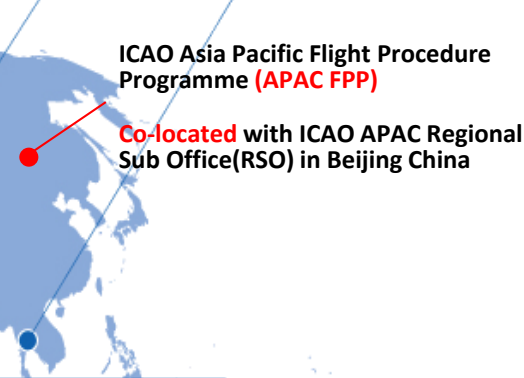 ICAO Asia Pacific Flight Procedure
Programme (APAC FPP)
Co-located with ICAO APAC Regional
Sub Office(RSO) in Beijing China